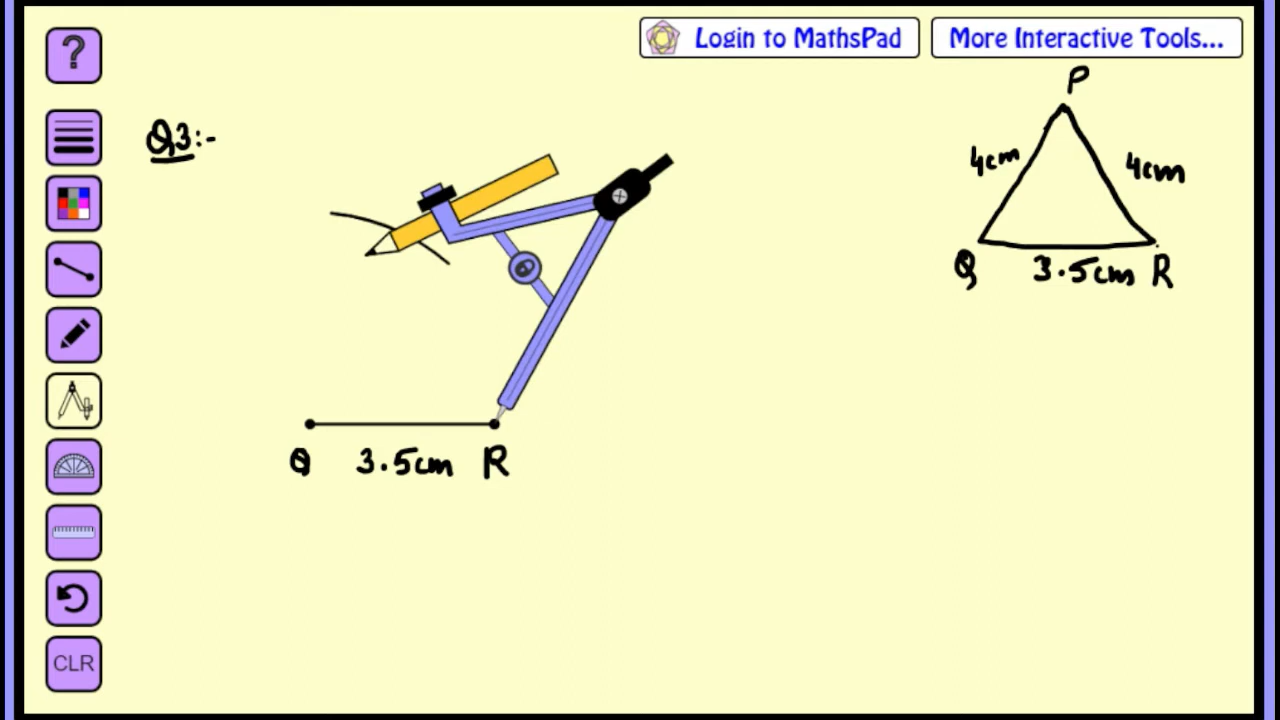 ?
Login to MathsPad
More Interactive Tools...
Q3:-
P
4cm
4cm
Q 3.5cm R
Q 3.5cm R
CLR